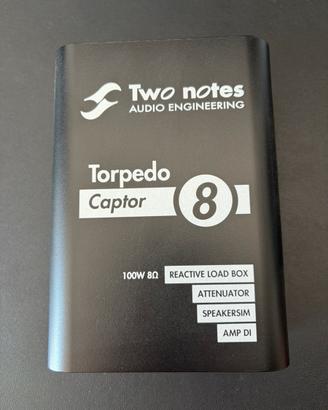 Two notes
AUDIO ENGINEERING
Torpedo
Captor 8
100W 8Ω REACTIVE LOAD BOX
ATTENUATOR
SPEAKERSIM
AMP DI